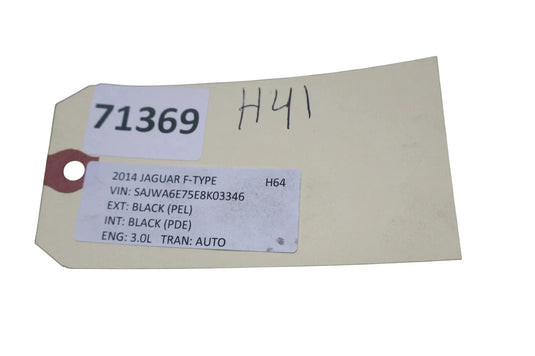 71369
H41
2014 JAGUAR F-TYPE H64
VIN: SAJWA6E75E8K03346
EXT: BLACK (PEL)
INT: BLACK (PDE)
ENG: 3.0L TRAN: AUTO